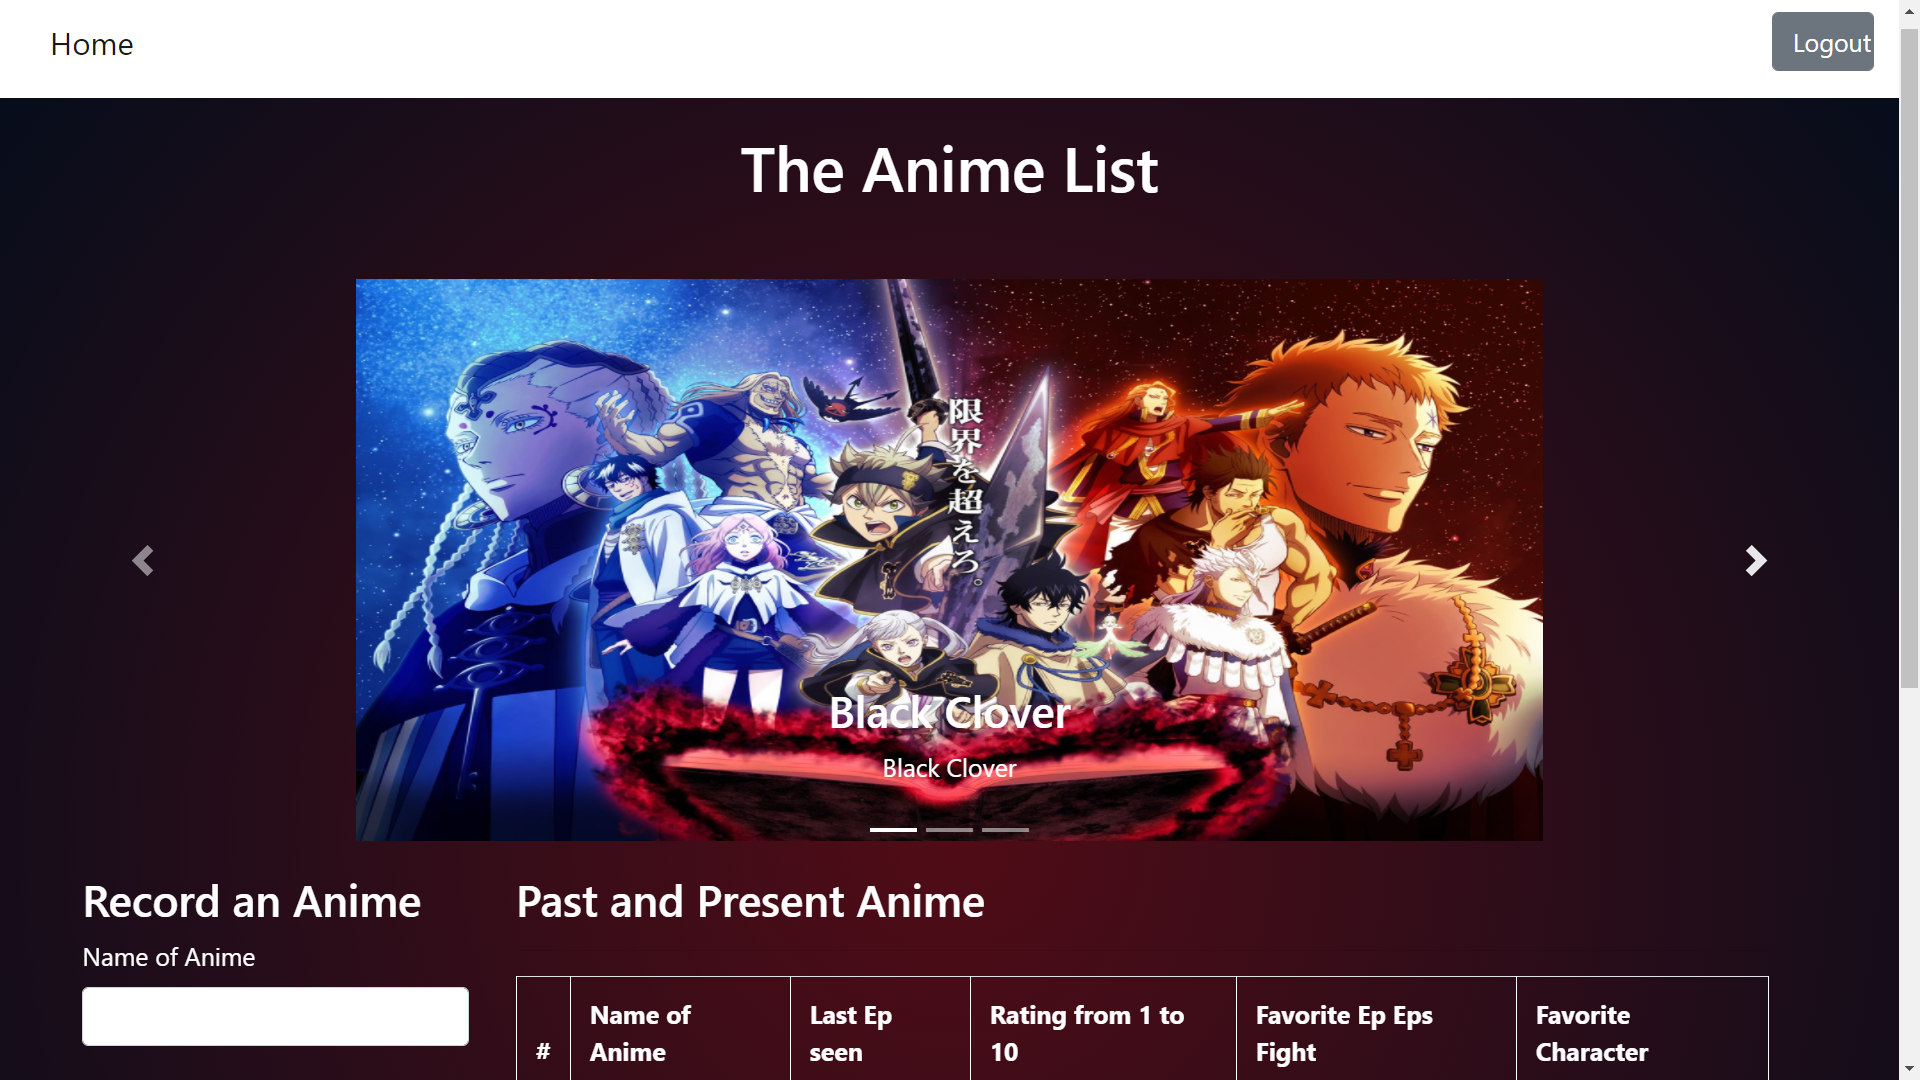 Home
Logout
The Anime List
限界を超えろ。
Black Clover
Black Clover
Record an Anime
Past and Present Anime
Name of Anime
# Name of Anime Last Ep seen Rating from 1 to 10 Favorite Ep Eps Fight Favorite Character